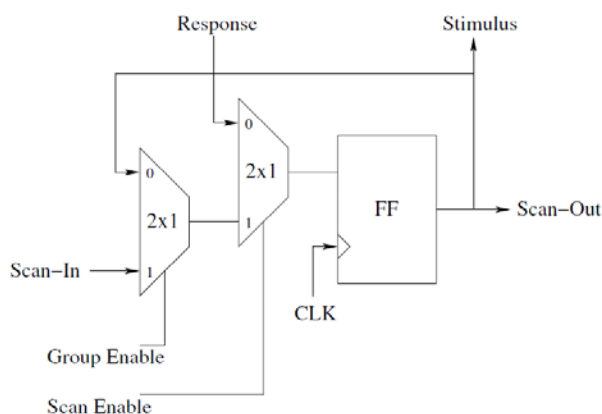 Response
Stimulus
0
0
2x1
2x1
FF
1
Scan-Out
Scan-In
1
CLK
Group Enable
Scan Enable